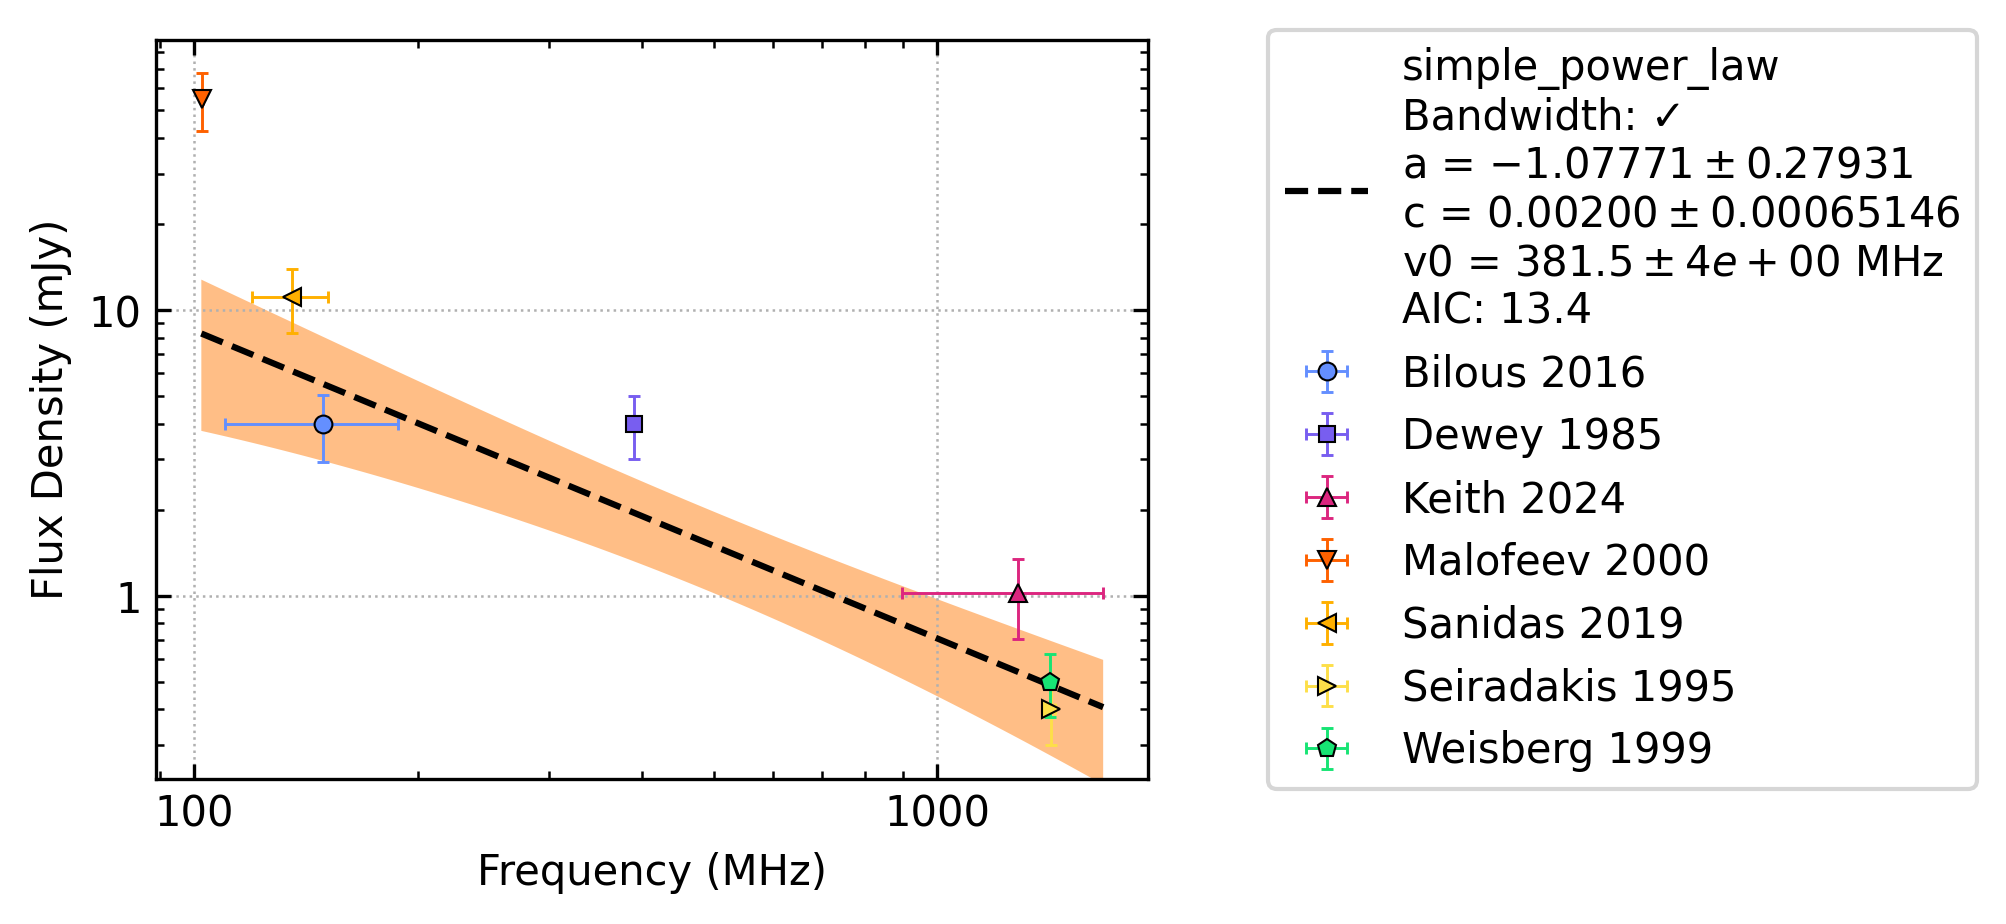 simple_power_law
Bandwidth: ✓
a = −1.07771 ± 0.27931
c = 0.00200 ± 0.00065146
v0 = 381.5 ± 4e + 00 MHz
AIC: 13.4
Bilous 2016
Dewey 1985
Keith 2024
Malofeev 2000
Sanidas 2019
Seiradakis 1995
Weisberg 1999
Flux Density (mJy)
10
1
100
1000
Frequency (MHz)